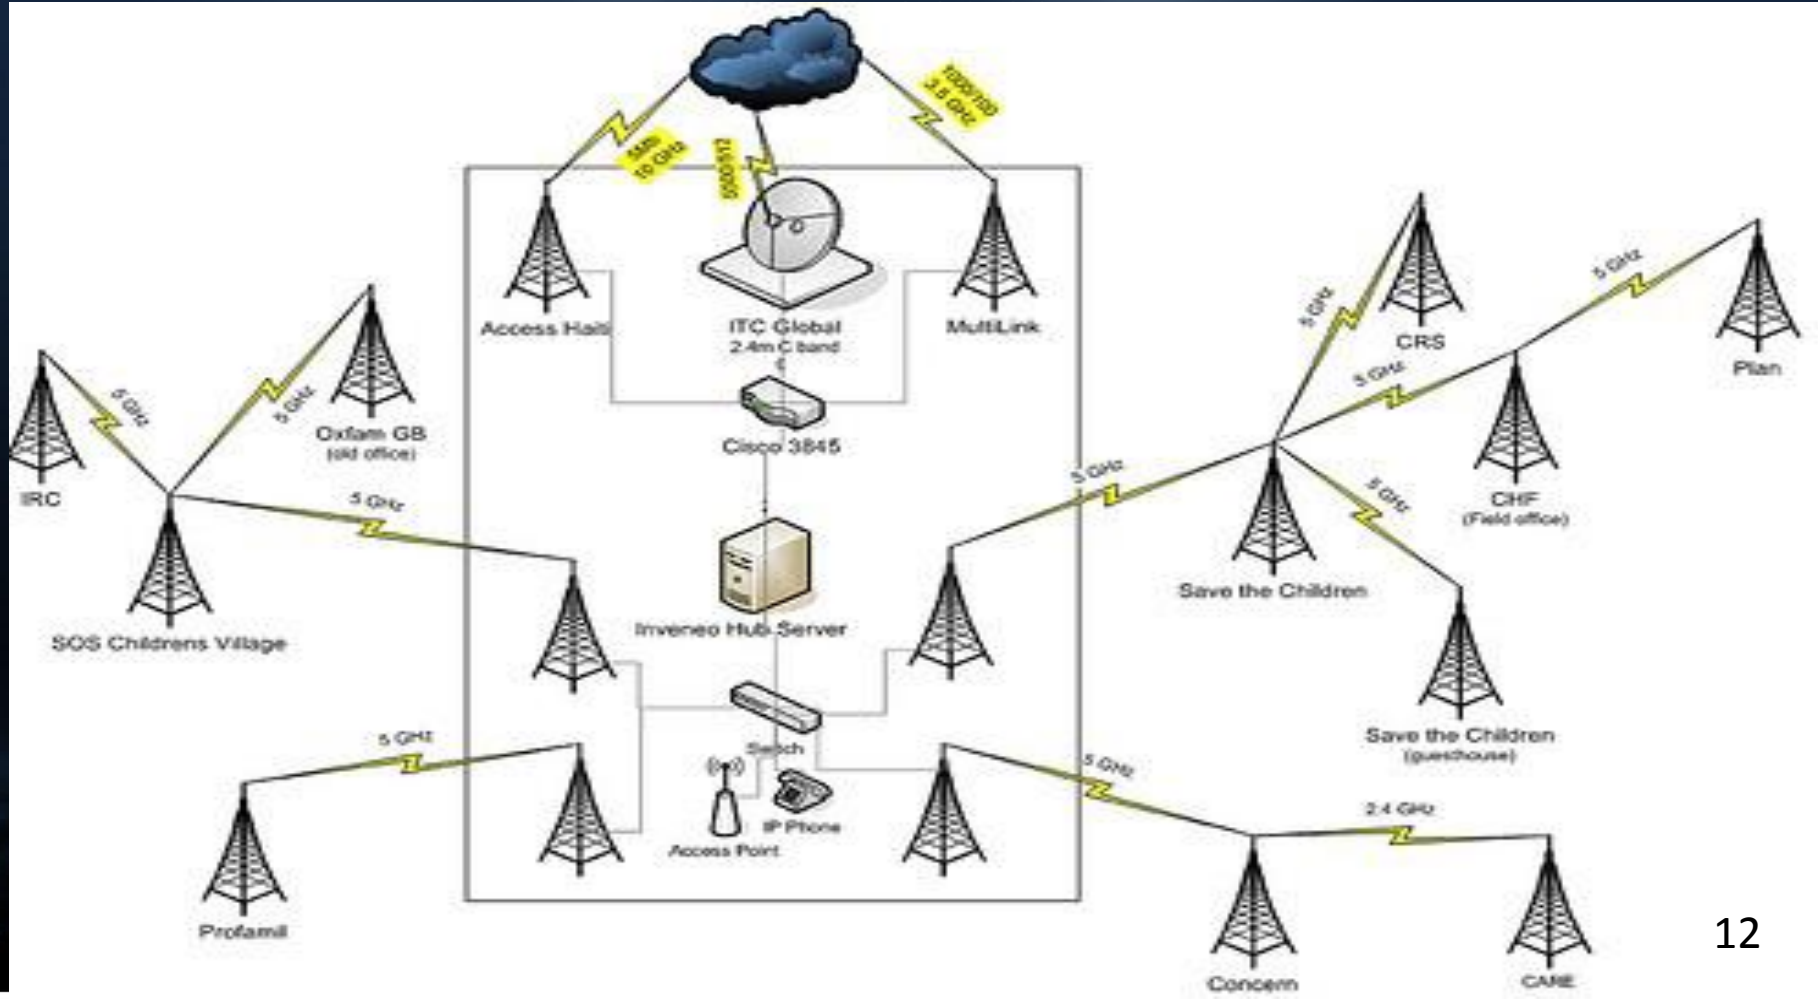 1000/100
3.5 GHz
5Mb
10 GHz
Access Haiti
ITC Global
2.4m C band
MultiLink
Cisco 3845
Inveneo Hub Server
Switch
IP Phone
Access Point
5 GHz
IRC
5 GHz
Oxfam GB
(old office)
5 GHz
SOS Childrens Village
5 GHz
Profamil
5 GHz
CRS
5 GHz
Plan
5 GHz
CHF
(Field office)
5 GHz
Save the Children
5 GHz
Save the Children
(guesthouse)
5 GHz
Concern
2.4 GHz
CARE
12